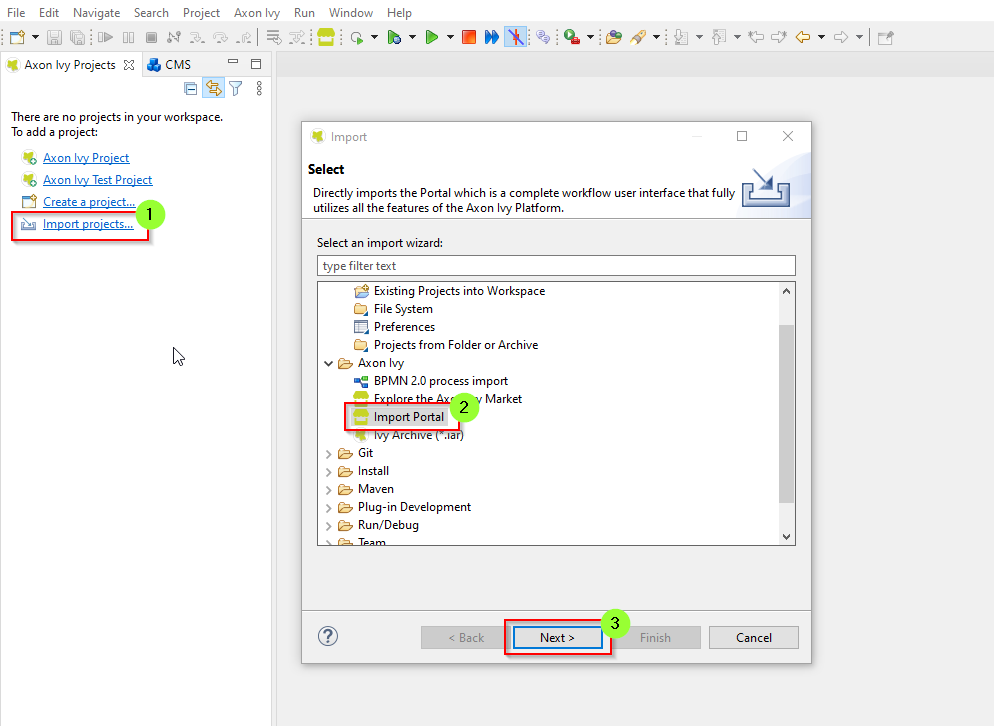 File Edit Navigate Search Project Axon Ivy Run Window Help
Axon Ivy Projects CMS
There are no projects in your workspace.
To add a project:
Axon Ivy Project
Axon Ivy Test Project
Create a project...
Import projects...
1
Import
Select
Directly imports the Portal which is a complete workflow user interface that fully
utilizes all the features of the Axon Ivy Platform.
Select an import wizard:
type filter text
Existing Projects into Workspace
File System
Preferences
Projects from Folder or Archive
Axon Ivy
BPMN 2.0 process import
Explore the Axon Ivy Market
Import Portal
2
Ivy Archive (*.iar)
Git
Install
Maven
Plug-in Development
Run/Debug
Team
? < Back Next > 3 Finish Cancel